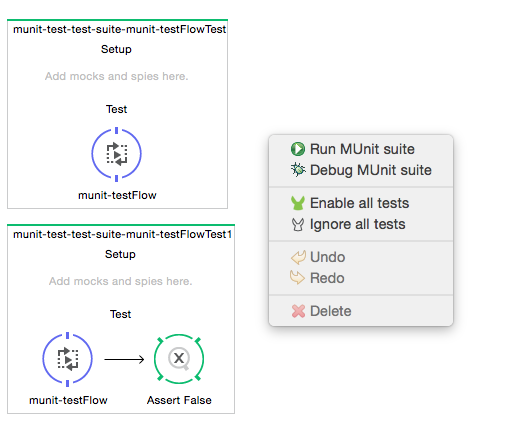 munit-test-test-suite-munit-testFlowTest
Setup
Add mocks and spies here.
Test
munit-testFlow
munit-test-test-suite-munit-testFlowTest1
Setup
Add mocks and spies here.
Test
munit-testFlow
X
Assert False
Run MUnit suite
Debug MUnit suite
Enable all tests
Ignore all tests
Undo
Redo
Delete